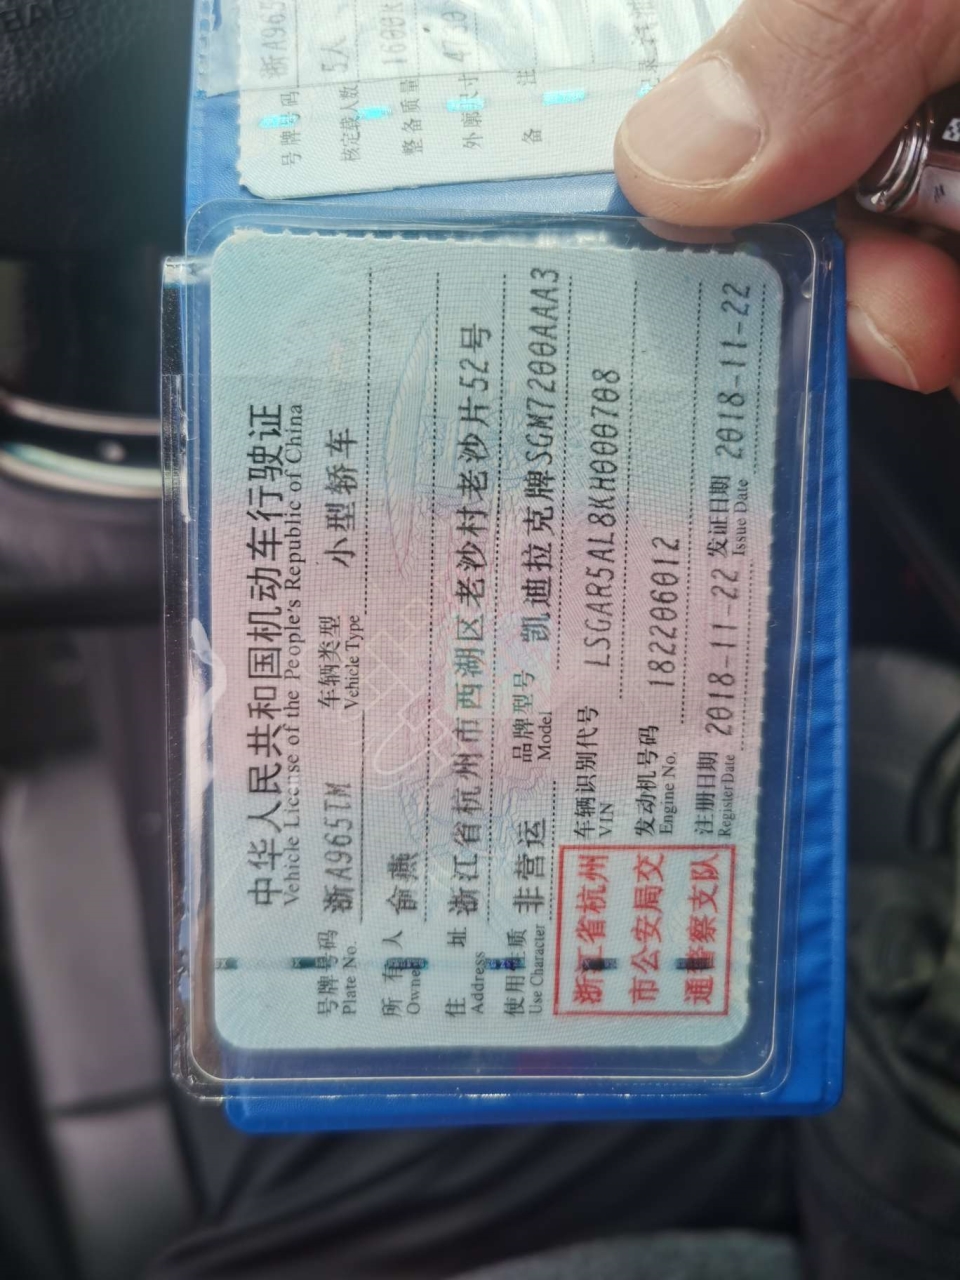 中华人民共和国机动车行驶证
Vehicle License of the People's Republic of China
号牌号码 浙A965TM 车辆类型 小型轿车
Plate No. Vehicle Type
所有人 俞燕
Owner
住址 浙江省杭州市西湖区老沙村老沙片52号
Address
使用性质 非营运 品牌型号 凯迪拉克牌SGM7200AAA3
Use Character Model
浙江省杭州
市公安局交
通警察支队
车辆识别代号 LSGAR5AL8KH000708
VIN
发动机号码 182206012
Engine No.
注册日期 2018-11-22 发证日期 2018-11-22
RegisterDate Issue Date
号牌号码 浙A965
核定载人数 5人
整备质量 1600k
外廓尺寸
备注